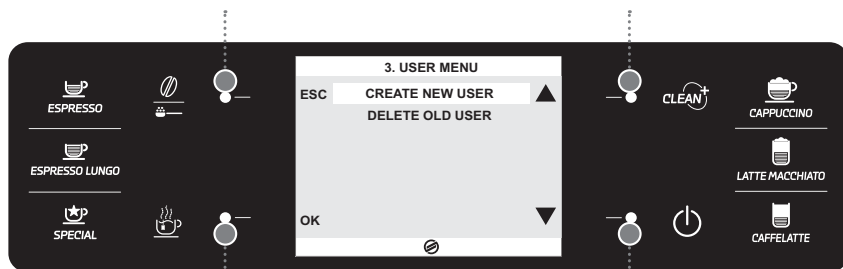 3. USER MENU
ESC
CREATE NEW USER
DELETE OLD USER
OK
ESPRESSO
ESPRESSO LUNGO
SPECIAL
CLEAN+
CAPPUCCINO
LATTE MACCHIATO
CAFFELATTE